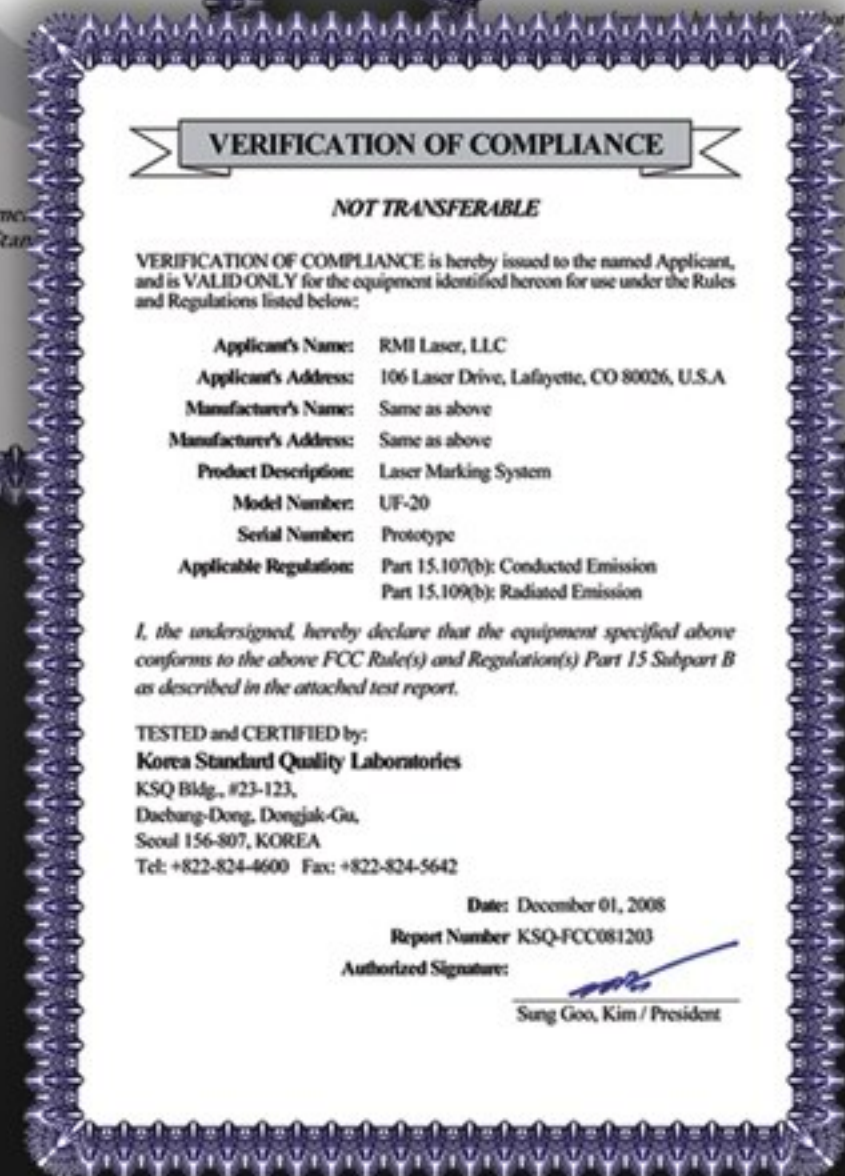 VERIFICATION OF COMPLIANCE
NOT TRANSFERABLE
VERIFICATION OF COMPLIANCE is hereby issued to the named Applicant,
and is VALID ONLY for the equipment identified hereon for use under the Rules
and Regulations listed below:
Applicant's Name: RMI Laser, LLC
Applicant's Address: 106 Laser Drive, Lafayette, CO 80026, U.S.A
Manufacturer's Name: Same as above
Manufacturer's Address: Same as above
Product Description: Laser Marking System
Model Number: UF-20
Serial Number: Prototype
Applicable Regulation: Part 15.107(b): Conducted Emission
Part 15.109(b): Radiated Emission
I, the undersigned, hereby declare that the equipment specified above
conforms to the above FCC Rule(s) and Regulation(s) Part 15 Subpart B
as described in the attached test report.
TESTED and CERTIFIED by:
Korea Standard Quality Laboratories
KSQ Bldg., #23-123,
Daebang-Dong, Dongjak-Gu,
Seoul 156-807, KOREA
Tel: +822-824-4600 Fax: +822-824-5642
Date: December 01, 2008
Report Number KSQ-FCC081203
Authorized Signature:
Sung Goo, Kim / President